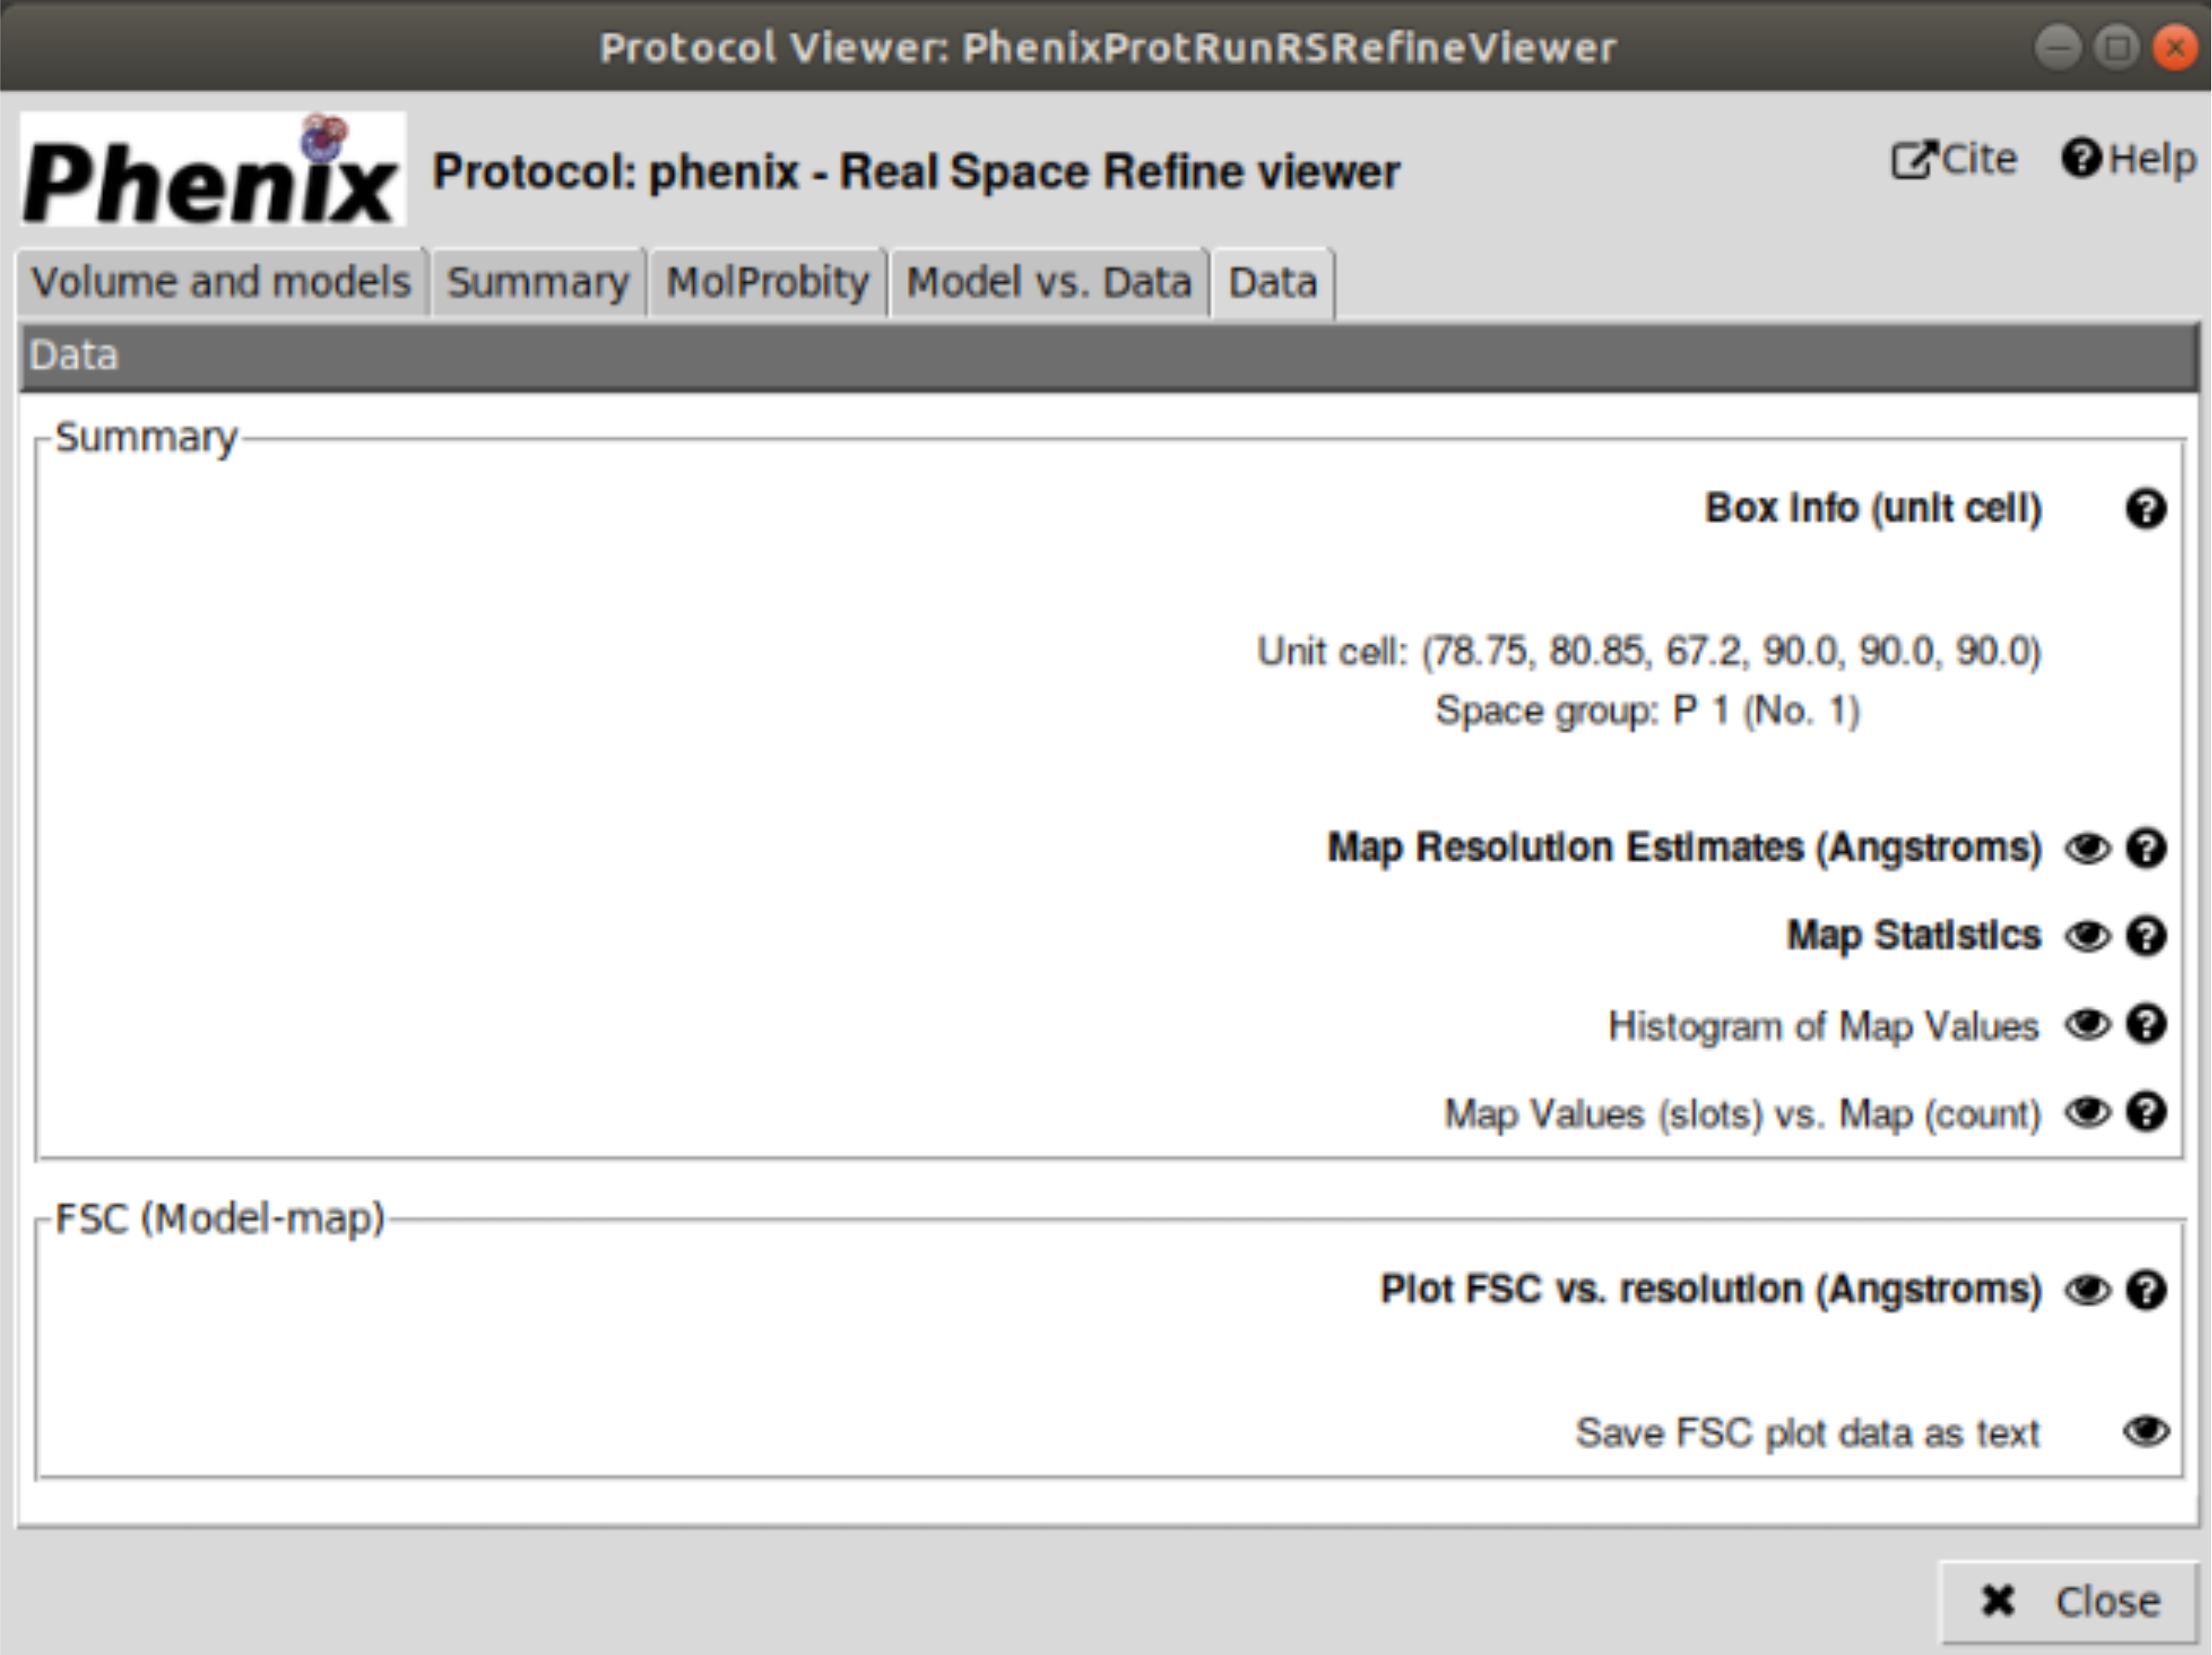 Protocol Viewer: PhenixProtRunRSRefineViewer
Phenix
Protocol: phenix - Real Space Refine viewer
Cite
Help
Volume and models
Summary
MolProbity
Model vs. Data
Data
Data
Summary
Box Info (unit cell)
Unit cell: (78.75, 80.85, 67.2, 90.0, 90.0, 90.0)
Space group: P 1 (No. 1)
Map Resolution Estimates (Angstroms)
Map Statistics
Histogram of Map Values
Map Values (slots) vs. Map (count)
FSC (Model-map)
Plot FSC vs. resolution (Angstroms)
Save FSC plot data as text
Close